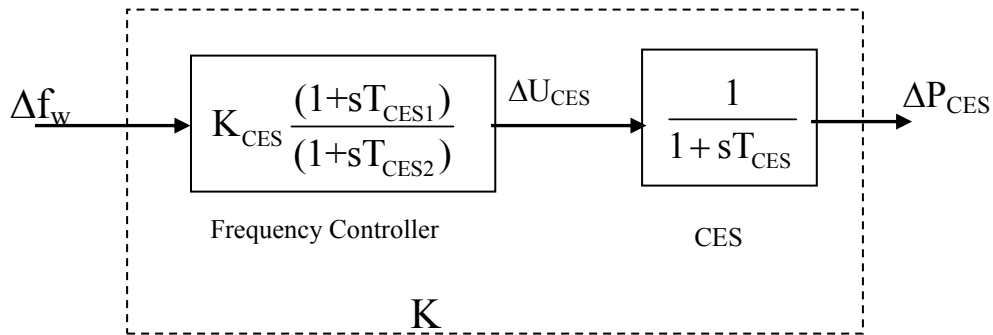 Δf_w
K_CES (1+sT_CES1)
(1+sT_CES2)
ΔU_CES
1
1 + sT_CES
ΔP_CES
Frequency Controller
CES
K